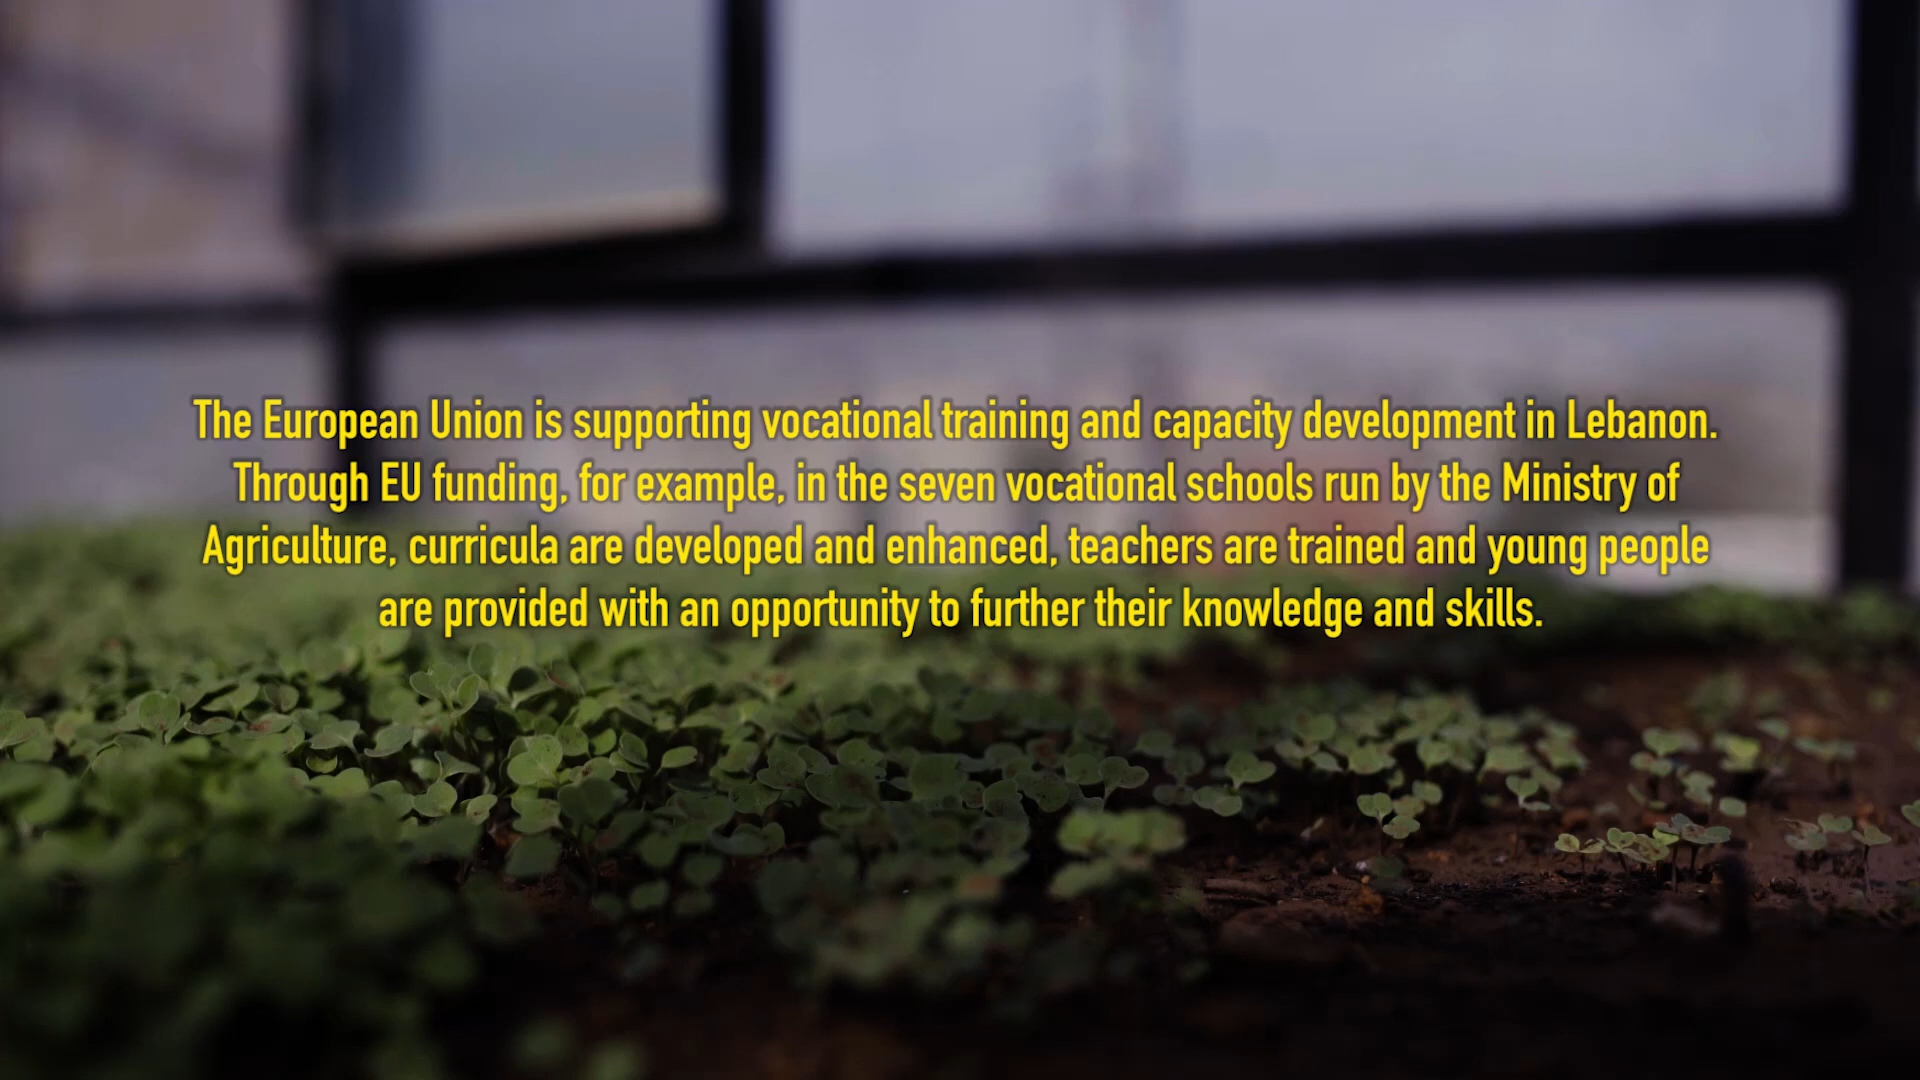 The European Union is supporting vocational training and capacity development in Lebanon.
Through EU funding, for example, in the seven vocational schools run by the Ministry of
Agriculture, curricula are developed and enhanced, teachers are trained and young people
are provided with an opportunity to further their knowledge and skills.